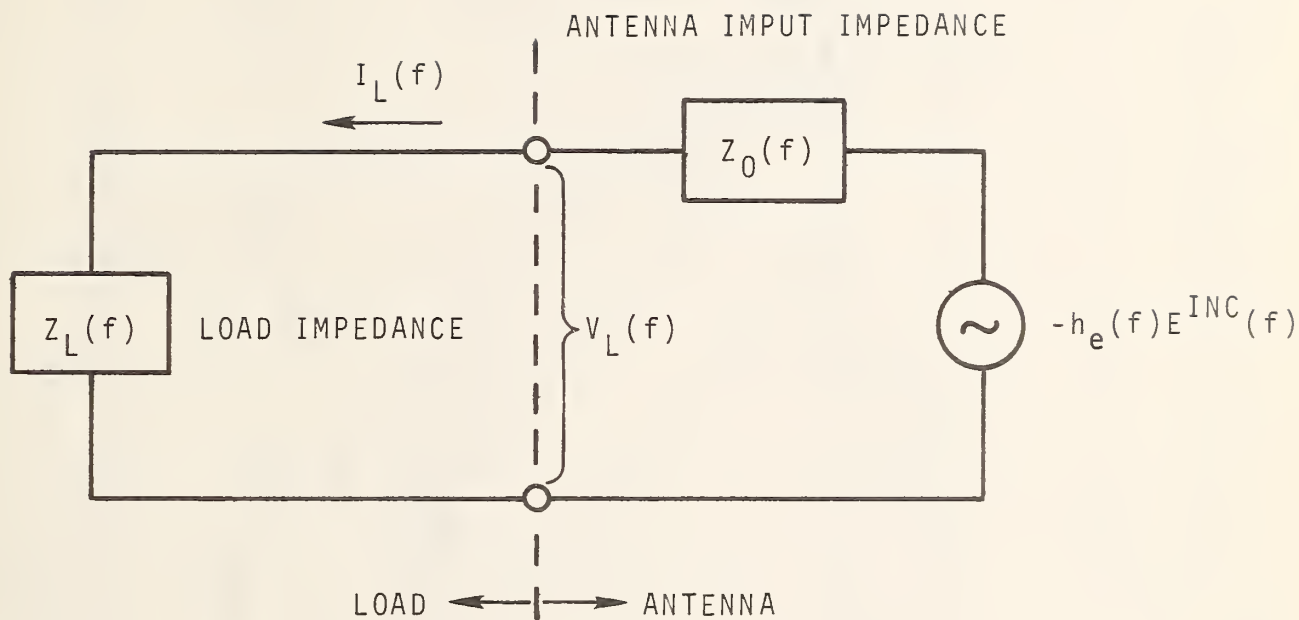 ANTENNA IMPUT IMPEDANCE
I_L(f)
Z_0(f)
Z_L(f)
LOAD IMPEDANCE
V_L(f)
~
-h_e(f)E^INC(f)
LOAD
ANTENNA